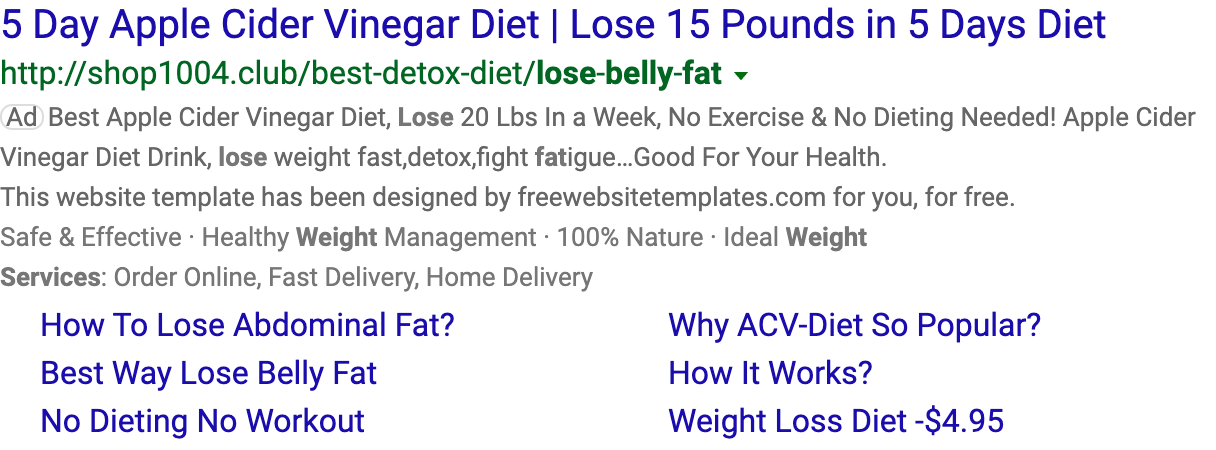 5 Day Apple Cider Vinegar Diet | Lose 15 Pounds in 5 Days Diet
http://shop1004.club/best-detox-diet/lose-belly-fat
Ad Best Apple Cider Vinegar Diet, Lose 20 Lbs In a Week, No Exercise & No Dieting Needed! Apple Cider
Vinegar Diet Drink, lose weight fast,detox,fight fatigue...Good For Your Health.
This website template has been designed by freewebsitetemplates.com for you, for free.
Safe & Effective · Healthy Weight Management · 100% Nature · Ideal Weight
Services: Order Online, Fast Delivery, Home Delivery
How To Lose Abdominal Fat? Why ACV-Diet So Popular?
Best Way Lose Belly Fat How It Works?
No Dieting No Workout Weight Loss Diet -$4.95